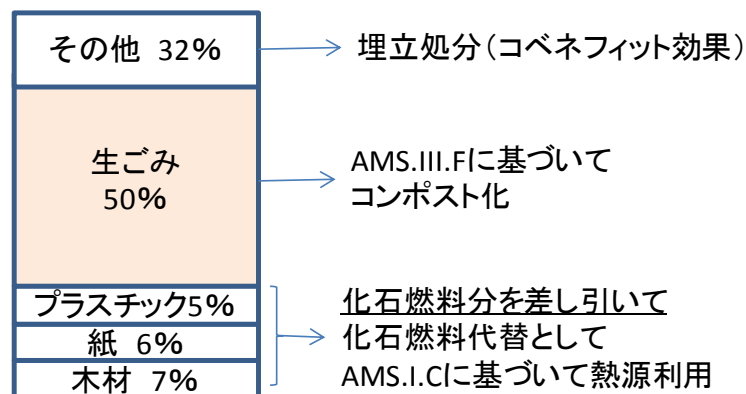 その他 32%
埋立処分（コベネフィット効果）
生ごみ
50%
AMS.III.Fに基づいて
コンポスト化
プラスチック5%
紙 6%
木材 7%
化石燃料分を差し引いて
化石燃料代替として
AMS.I.Cに基づいて熱源利用